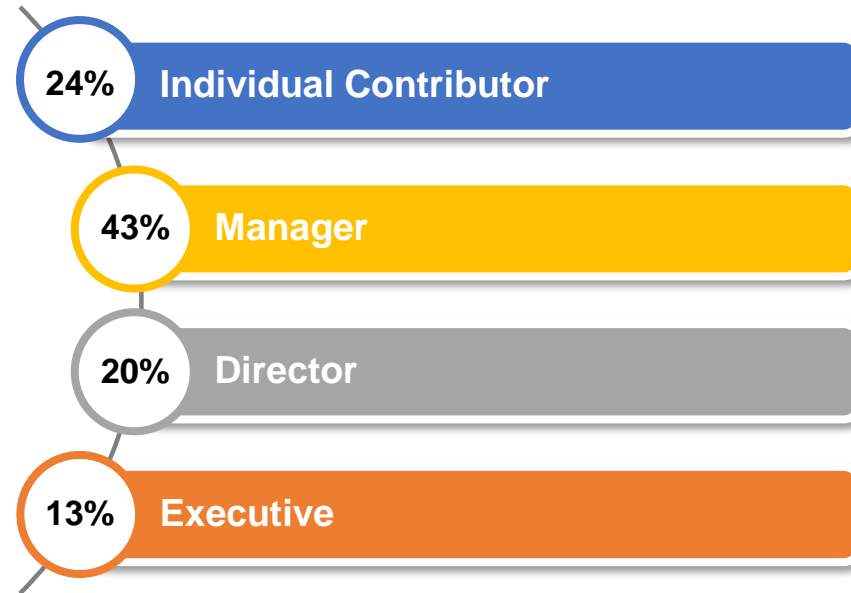 24% Individual Contributor
43% Manager
20% Director
13% Executive